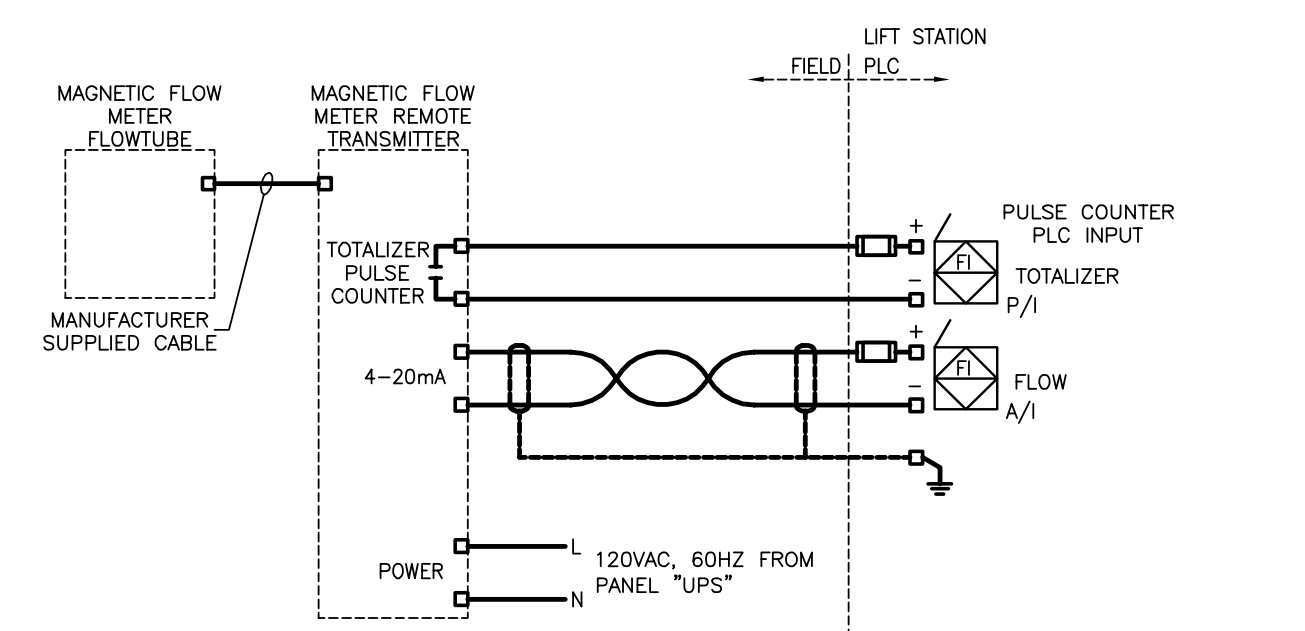 LIFT STATION
FIELD PLC
MAGNETIC FLOW
METER
FLOWTUBE
MAGNETIC FLOW
METER REMOTE
TRANSMITTER
MANUFACTURER
SUPPLIED CABLE
TOTALIZER
PULSE
COUNTER
+
FI
−
PULSE COUNTER
PLC INPUT
TOTALIZER
P/I
4−20mA
+
FI
−
FLOW
A/I
POWER
L
N
120VAC, 60HZ FROM
PANEL "UPS"